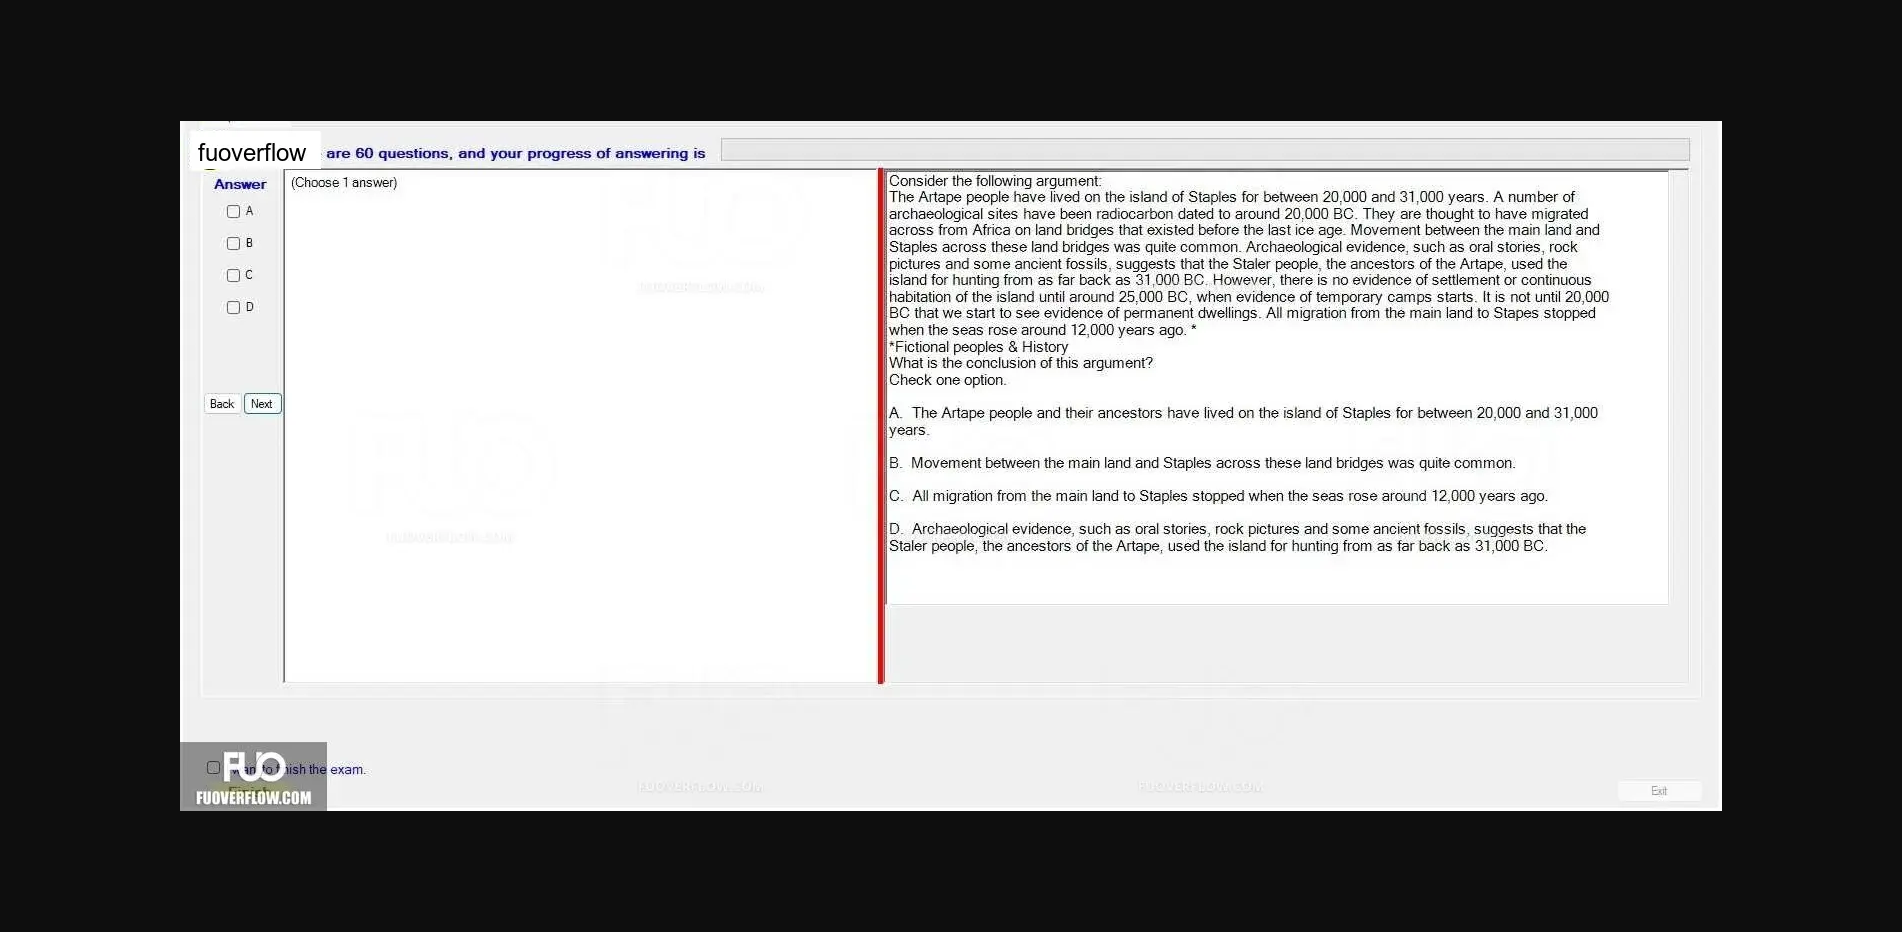 fuoverflow are 60 questions, and your progress of answering is
Answer
(Choose 1 answer)
A
B
C
D
Back Next
Consider the following argument:
The Artape people have lived on the island of Staples for between 20,000 and 31,000 years. A number of
archaeological sites have been radiocarbon dated to around 20,000 BC. They are thought to have migrated
across from Africa on land bridges that existed before the last ice age. Movement between the main land and
Staples across these land bridges was quite common. Archaeological evidence, such as oral stories, rock
pictures and some ancient fossils, suggests that the Staler people, the ancestors of the Artape, used the
island for hunting from as far back as 31,000 BC. However, there is no evidence of settlement or continuous
habitation of the island until around 25,000 BC, when evidence of temporary camps starts. It is not until 20,000
BC that we start to see evidence of permanent dwellings. All migration from the main land to Stapes stopped
when the seas rose around 12,000 years ago. *
*Fictional peoples & History
What is the conclusion of this argument?
Check one option.
A. The Artape people and their ancestors have lived on the island of Staples for between 20,000 and 31,000
years.
B. Movement between the main land and Staples across these land bridges was quite common.
C. All migration from the main land to Staples stopped when the seas rose around 12,000 years ago.
D. Archaeological evidence, such as oral stories, rock pictures and some ancient fossils, suggests that the
Staler people, the ancestors of the Artape, used the island for hunting from as far back as 31,000 BC.
FUOVERFLOW.COM
FUO
FUOVERFLOW.COM
FUO
the exam.
FUOVERFLOW.COM
FUOVERFLOW.COM
FUOVERFLOW.COM
Exit